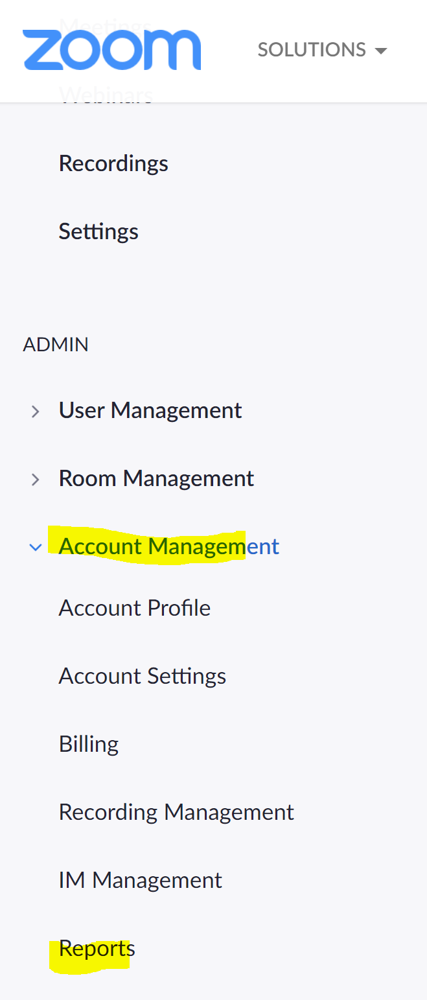 Meetings
zoom
SOLUTIONS
Webinars
Recordings
Settings
ADMIN
User Management
Room Management
Account Management
Account Profile
Account Settings
Billing
Recording Management
IM Management
Reports